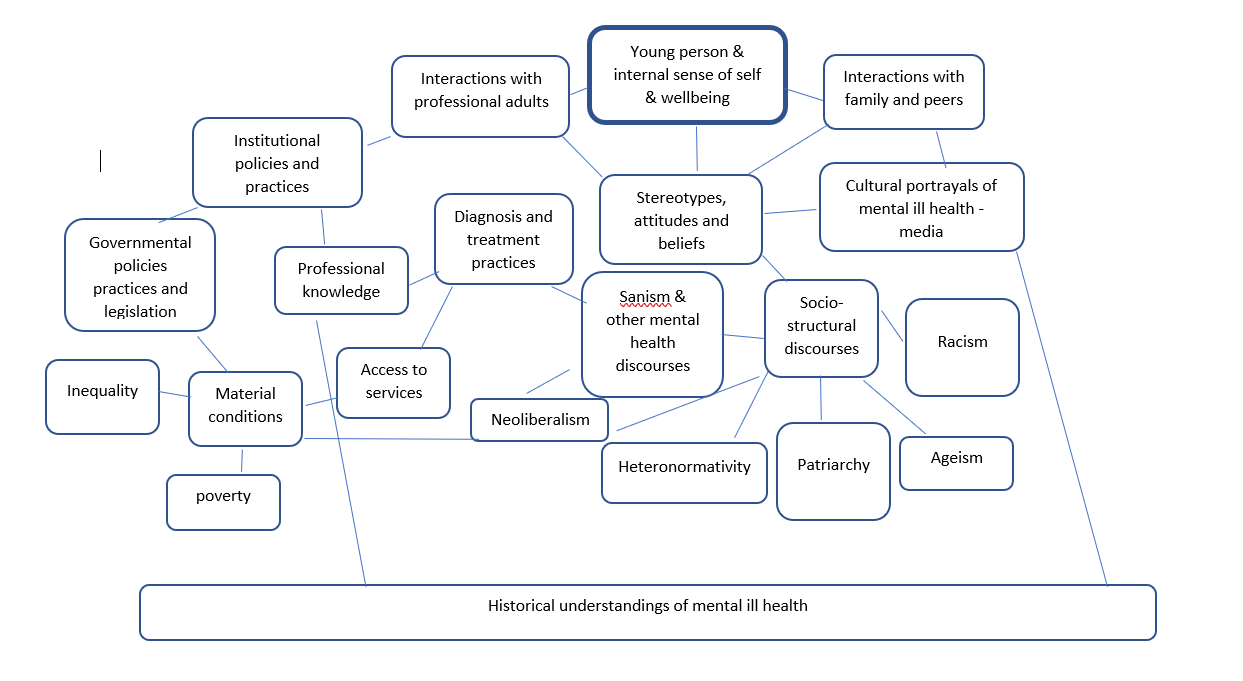 Young person &
internal sense of self
& wellbeing
Interactions with
professional adults
Interactions with
family and peers
Institutional
policies and
practices
Cultural portrayals of
mental ill health -
media
Stereotypes,
attitudes and
beliefs
Diagnosis and
treatment
practices
Governmental
policies
practices and
legislation
Professional
knowledge
Sanism &
other mental
health
discourses
Socio-
structural
discourses
Racism
Access to
services
Inequality
Material
conditions
Neoliberalism
Heteronormativity
Patriarchy
Ageism
poverty
Historical understandings of mental ill health